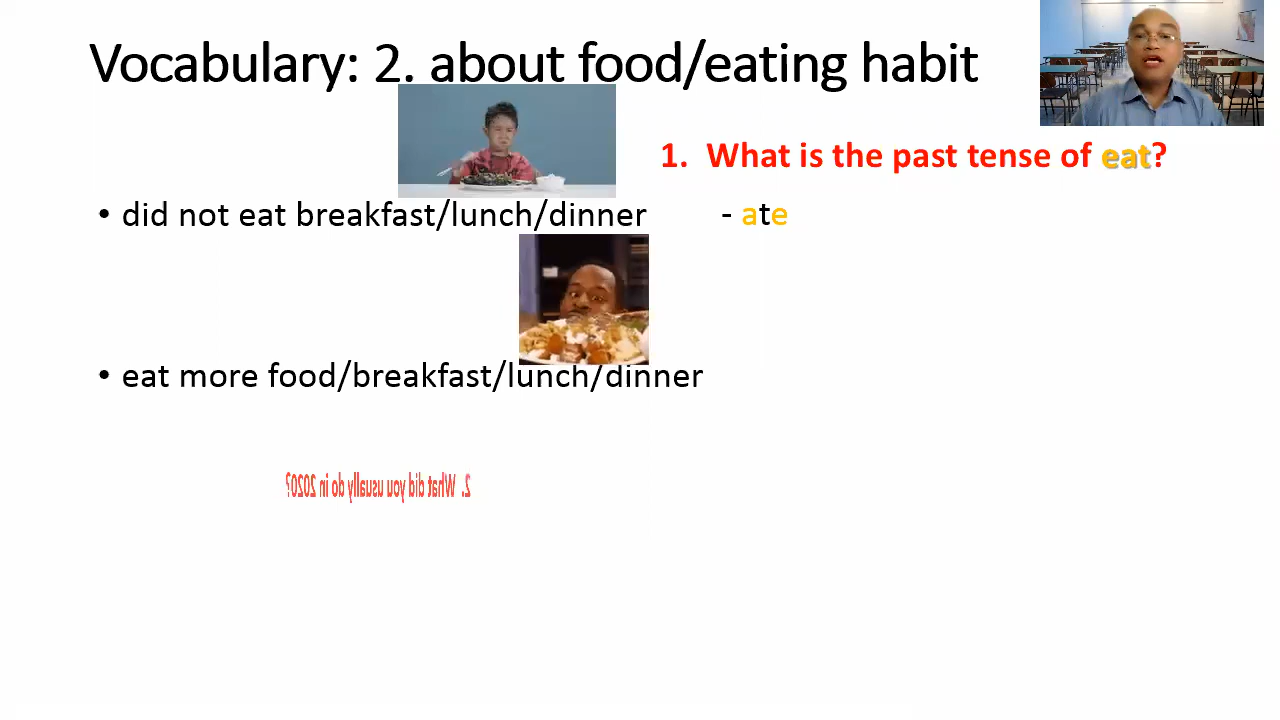 Vocabulary: 2. about food/eating habit
1. What is the past tense of eat?
• did not eat breakfast/lunch/dinner
- ate
• eat more food/breakfast/lunch/dinner
2. What did you usually do in 2020?